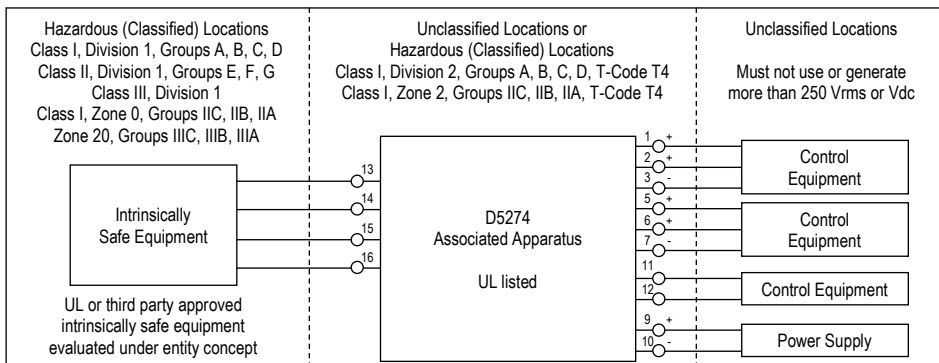 Hazardous (Classified) Locations
Class I, Division 1, Groups A, B, C, D
Class II, Division 1, Groups E, F, G
Class III, Division 1
Class I, Zone 0, Groups IIC, IIB, IIA
Zone 20, Groups IIIC, IIIB, IIIA
Intrinsically
Safe Equipment
UL or third party approved
intrinsically safe equipment
evaluated under entity concept
13
14
15
16
Unclassified Locations or
Hazardous (Classified) Locations
Class I, Division 2, Groups A, B, C, D, T-Code T4
Class I, Zone 2, Groups IIC, IIB, IIA, T-Code T4
D5274
Associated Apparatus
UL listed
1 +
2 +
3 -
5 +
6 +
7 -
11
12
9 +
10 -
Unclassified Locations
Must not use or generate
more than 250 Vrms or Vdc
Control
Equipment
Control
Equipment
Control Equipment
Power Supply